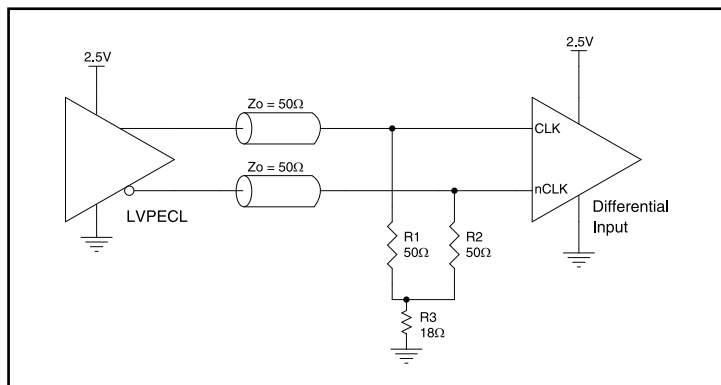 2.5V
2.5V
Zo = 50Ω
CLK
Zo = 50Ω
nCLK
LVPECL
Differential
Input
R1
50Ω
R2
50Ω
R3
18Ω